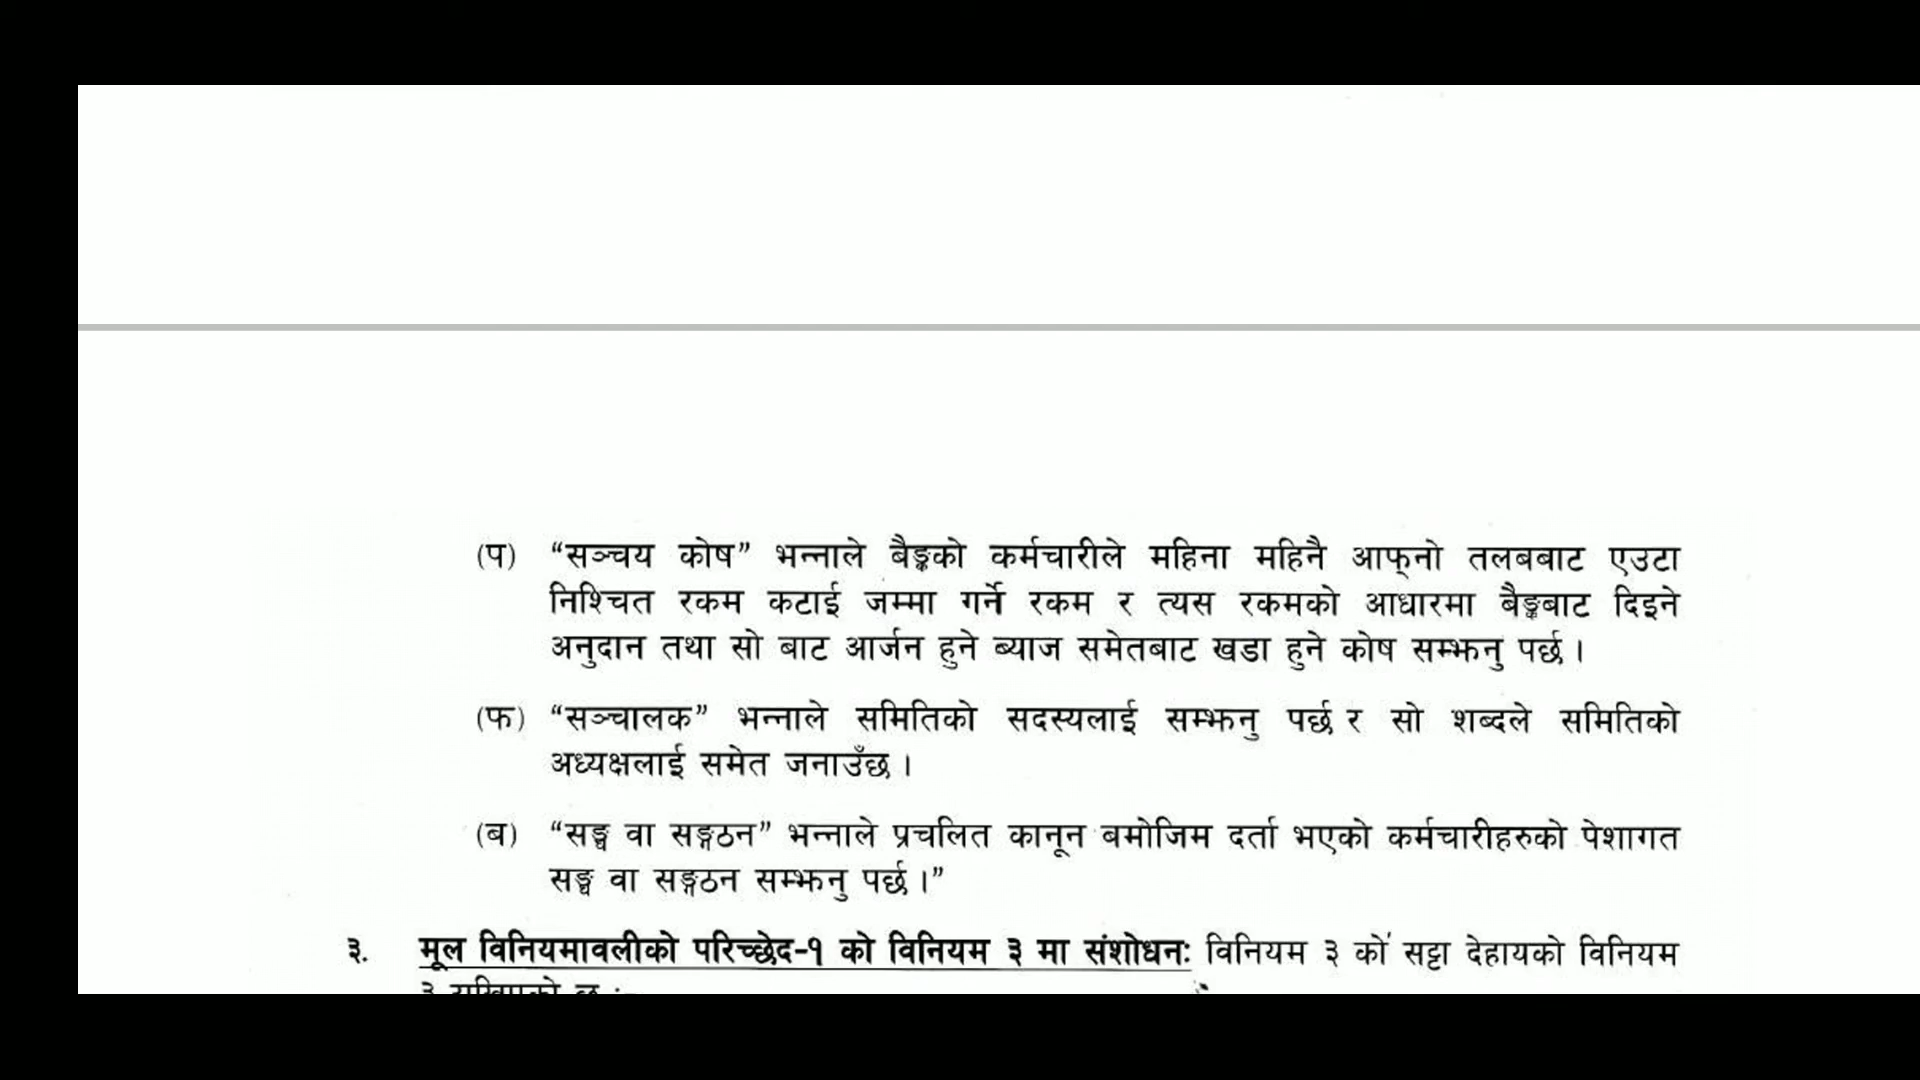 (प) “सञ्चय कोष” भन्नाले बैङ्कको कर्मचारीले महिना महिनै आफ्नो तलबबाट एउटा
निश्चित रकम कटाई जम्मा गर्ने रकम र त्यस रकमको आधारमा बैङ्कबाट दिइने
अनुदान तथा सो बाट आर्जन हुने ब्याज समेतबाट खडा हुने कोष सम्झनु पर्छ ।
(फ) “सञ्चालक” भन्नाले समितिको सदस्यलाई सम्झनु पर्छ र सो शब्दले समितिको
अध्यक्षलाई समेत जनाउँछ ।
(ब) “सङ्घ वा सङ्गठन” भन्नाले प्रचलित कानून बमोजिम दर्ता भएको कर्मचारीहरुको पेशागत
सङ्घ वा सङ्गठन सम्झनु पर्छ ।”
३. मूल विनियमावलीको परिच्छेद-१ को विनियम ३ मा संशोधनः विनियम ३ को सट्टा देहायको विनियम
३ राखिएको छ :-